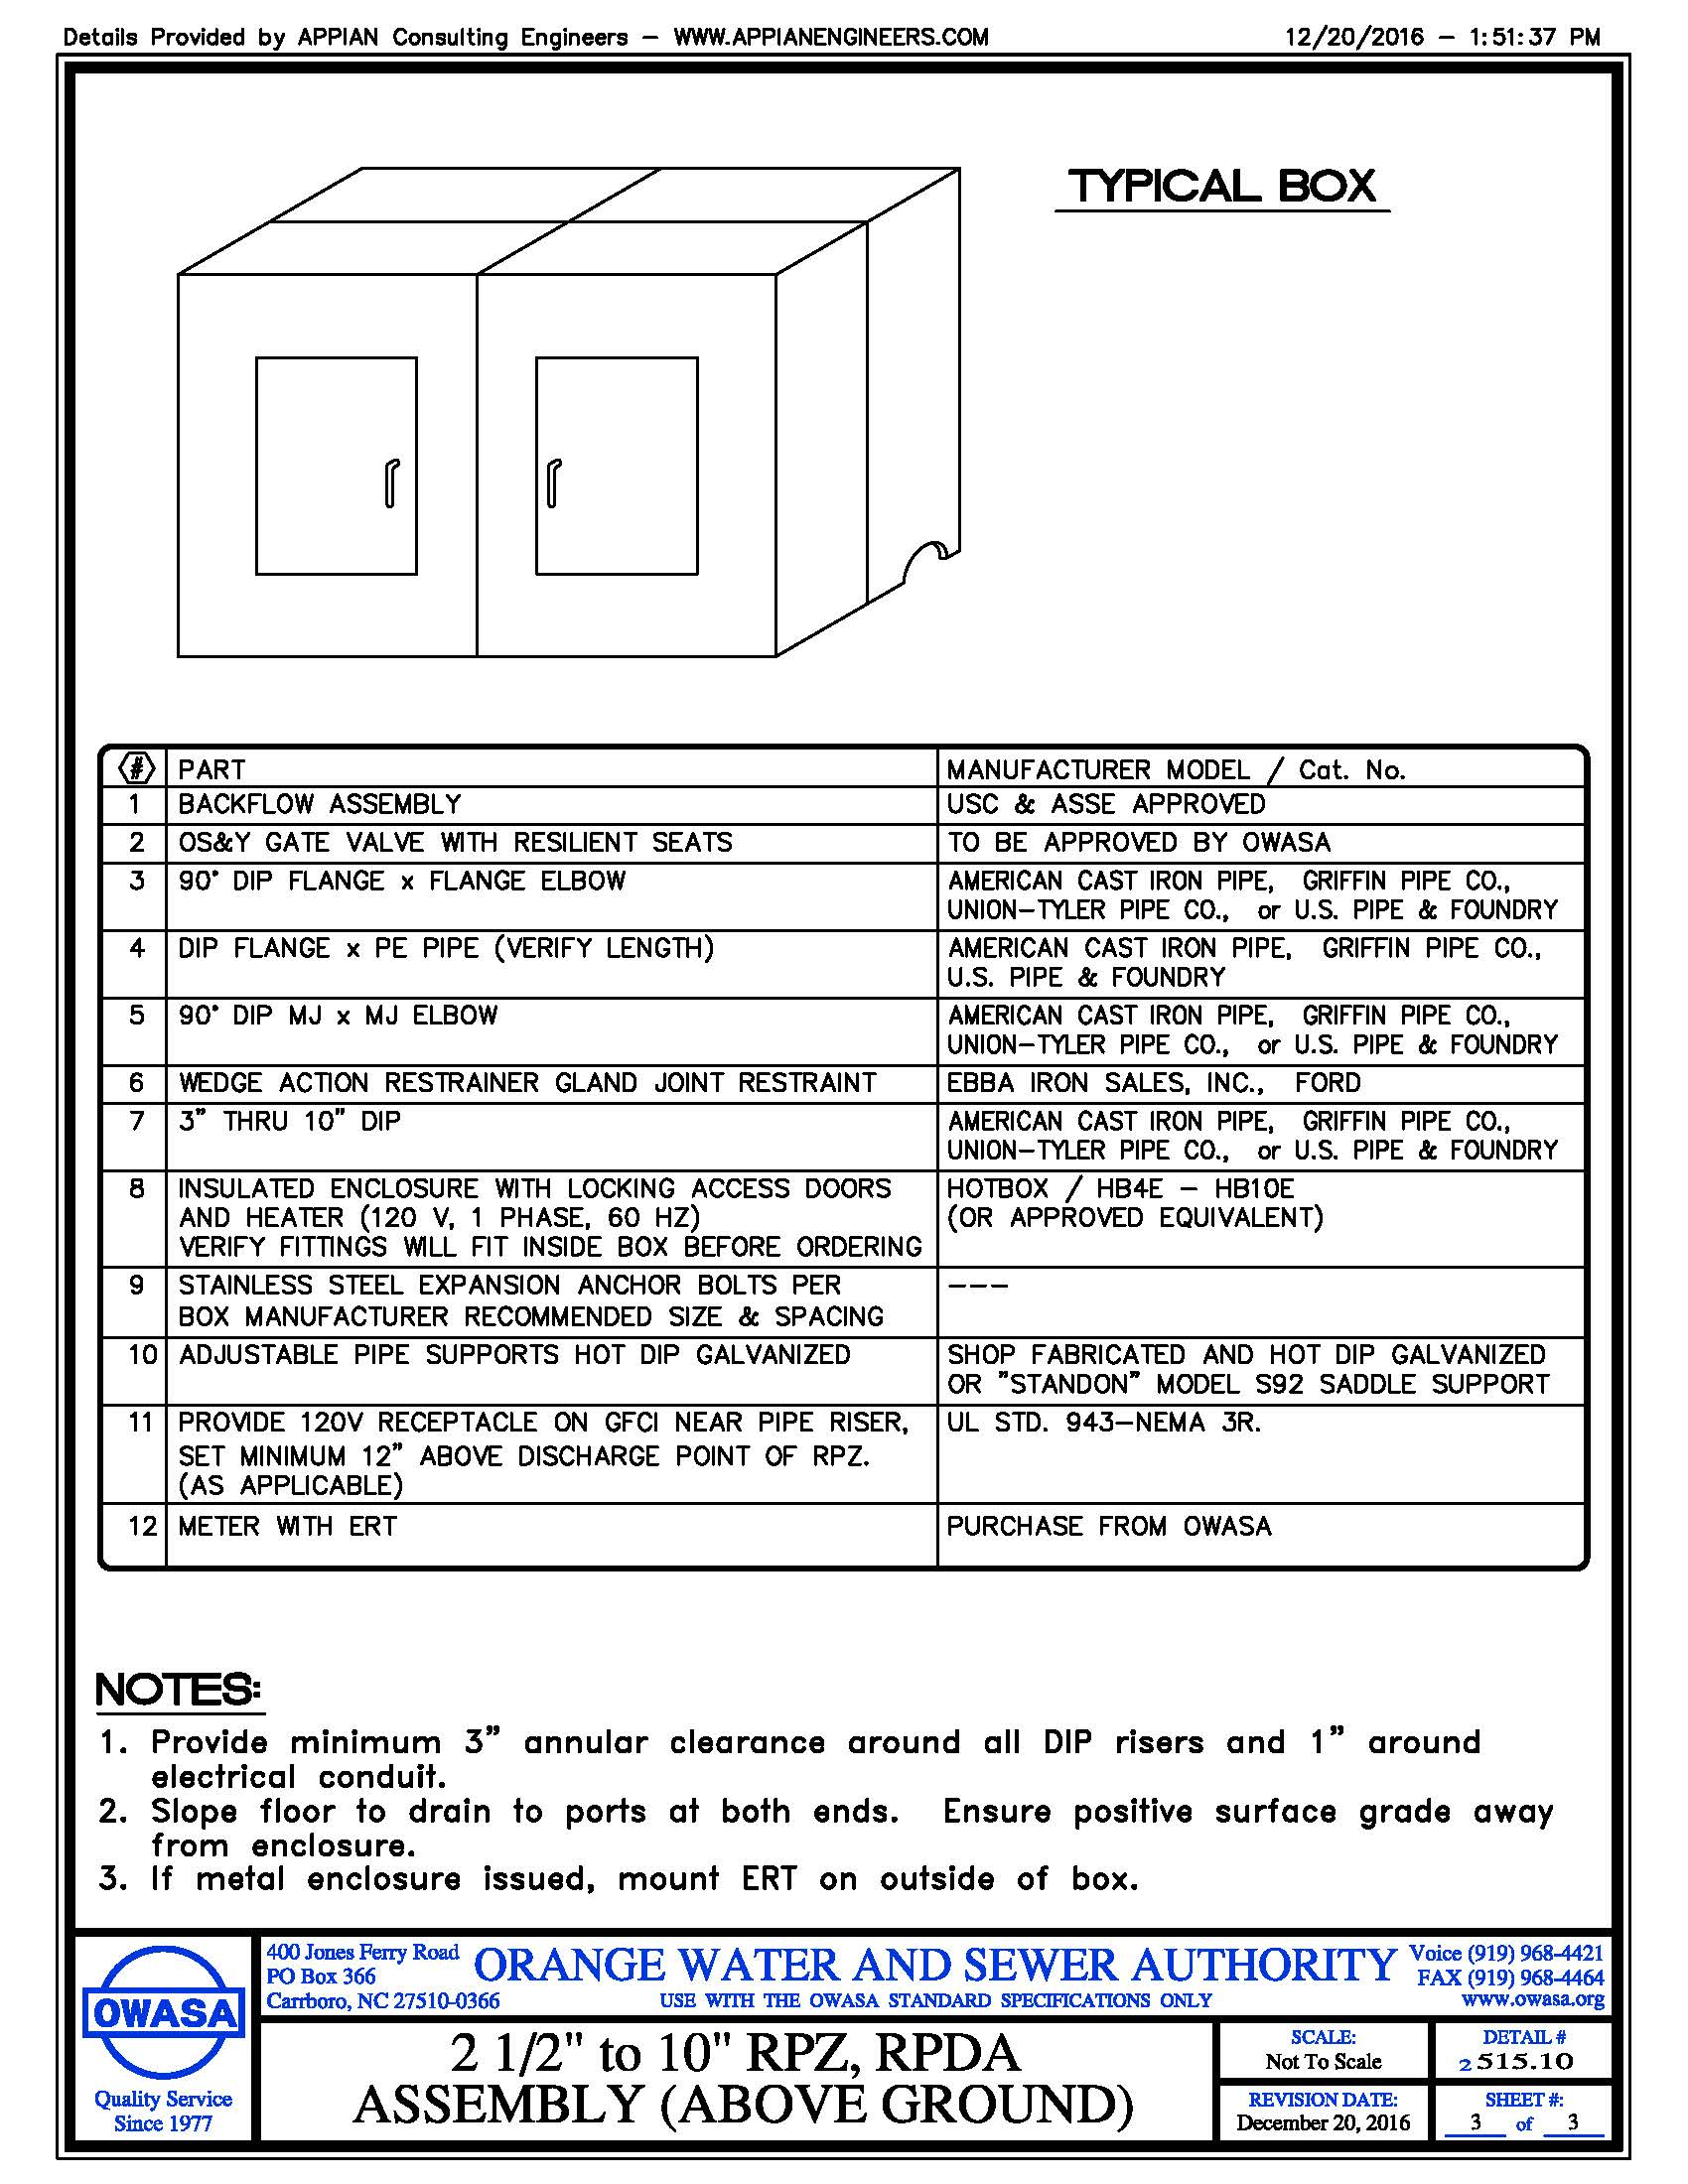 Details Provided by APPIAN Consulting Engineers – WWW.APPIANENGINEERS.COM 12/20/2016 – 1:51:37 PM
TYPICAL BOX
# PART MANUFACTURER MODEL / Cat. No.
1 BACKFLOW ASSEMBLY USC & ASSE APPROVED
2 OS&Y GATE VALVE WITH RESILIENT SEATS TO BE APPROVED BY OWASA
3 90° DIP FLANGE x FLANGE ELBOW AMERICAN CAST IRON PIPE, GRIFFIN PIPE CO.,
UNION–TYLER PIPE CO., or U.S. PIPE & FOUNDRY
4 DIP FLANGE x PE PIPE (VERIFY LENGTH) AMERICAN CAST IRON PIPE, GRIFFIN PIPE CO.,
U.S. PIPE & FOUNDRY
5 90° DIP MJ x MJ ELBOW AMERICAN CAST IRON PIPE, GRIFFIN PIPE CO.,
UNION–TYLER PIPE CO., or U.S. PIPE & FOUNDRY
6 WEDGE ACTION RESTRAINER GLAND JOINT RESTRAINT EBBA IRON SALES, INC., FORD
7 3" THRU 10" DIP AMERICAN CAST IRON PIPE, GRIFFIN PIPE CO.,
UNION–TYLER PIPE CO., or U.S. PIPE & FOUNDRY
8 INSULATED ENCLOSURE WITH LOCKING ACCESS DOORS HOTBOX / HB4E – HB10E
AND HEATER (120 V, 1 PHASE, 60 HZ) (OR APPROVED EQUIVALENT)
VERIFY FITTINGS WILL FIT INSIDE BOX BEFORE ORDERING
9 STAINLESS STEEL EXPANSION ANCHOR BOLTS PER –––
BOX MANUFACTURER RECOMMENDED SIZE & SPACING
10 ADJUSTABLE PIPE SUPPORTS HOT DIP GALVANIZED SHOP FABRICATED AND HOT DIP GALVANIZED
OR "STANDON" MODEL S92 SADDLE SUPPORT
11 PROVIDE 120V RECEPTACLE ON GFCI NEAR PIPE RISER, UL STD. 943–NEMA 3R.
SET MINIMUM 12" ABOVE DISCHARGE POINT OF RPZ.
(AS APPLICABLE)
12 METER WITH ERT PURCHASE FROM OWASA
NOTES:
1. Provide minimum 3" annular clearance around all DIP risers and 1" around
electrical conduit.
2. Slope floor to drain to ports at both ends. Ensure positive surface grade away
from enclosure.
3. If metal enclosure issued, mount ERT on outside of box.
OWASA
Quality Service
Since 1977
400 Jones Ferry Road
PO Box 366
Carrboro, NC 27510-0366
ORANGE WATER AND SEWER AUTHORITY
USE WITH THE OWASA STANDARD SPECIFICATIONS ONLY
Voice (919) 968-4421
FAX (919) 968-4464
www.owasa.org
2 1/2" to 10" RPZ, RPDA
ASSEMBLY (ABOVE GROUND)
SCALE:
Not To Scale
DETAIL #
2 515.10
REVISION DATE:
December 20, 2016
SHEET #:
3 of 3